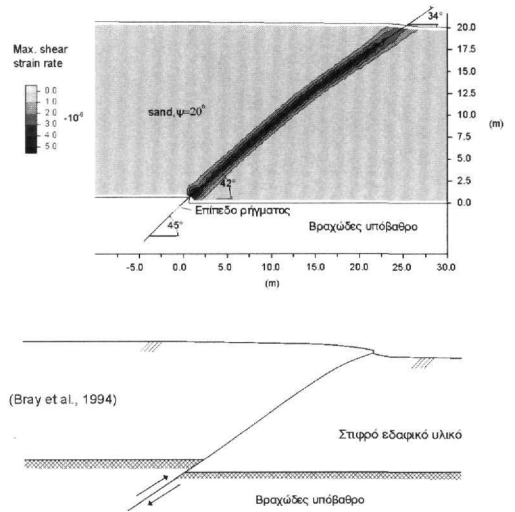 34°
Max. shear
strain rate
0.0
1.0
2.0
3.0
4.0
5.0
sand, ψ=20°
42°
Επίπεδο ρήγματος
45°
Βραχώδες υπόβαθρο
20.0
17.5
15.0
12.5
10.0
7.5
5.0
2.5
0.0
(m)
-5.0 0.0 5.0 10.0 15.0 20.0 25.0 30.0
(m)
(Bray et al., 1994)
Στιφρό εδαφικό υλικό
Βραχώδες υπόβαθρο